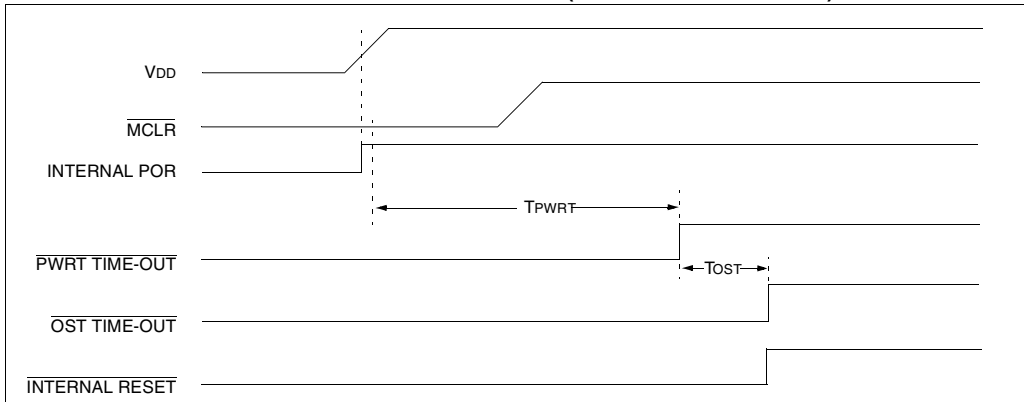 VDD
MCLR
INTERNAL POR
TPWRT
PWRT TIME-OUT
TOST
OST TIME-OUT
INTERNAL RESET